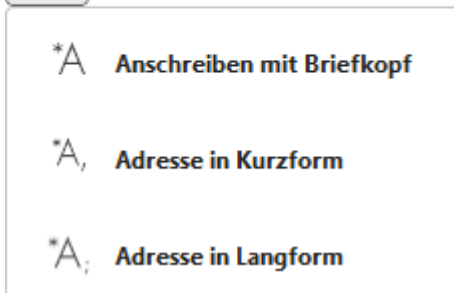 *A Anschreiben mit Briefkopf
*A, Adresse in Kurzform
*A; Adresse in Langform